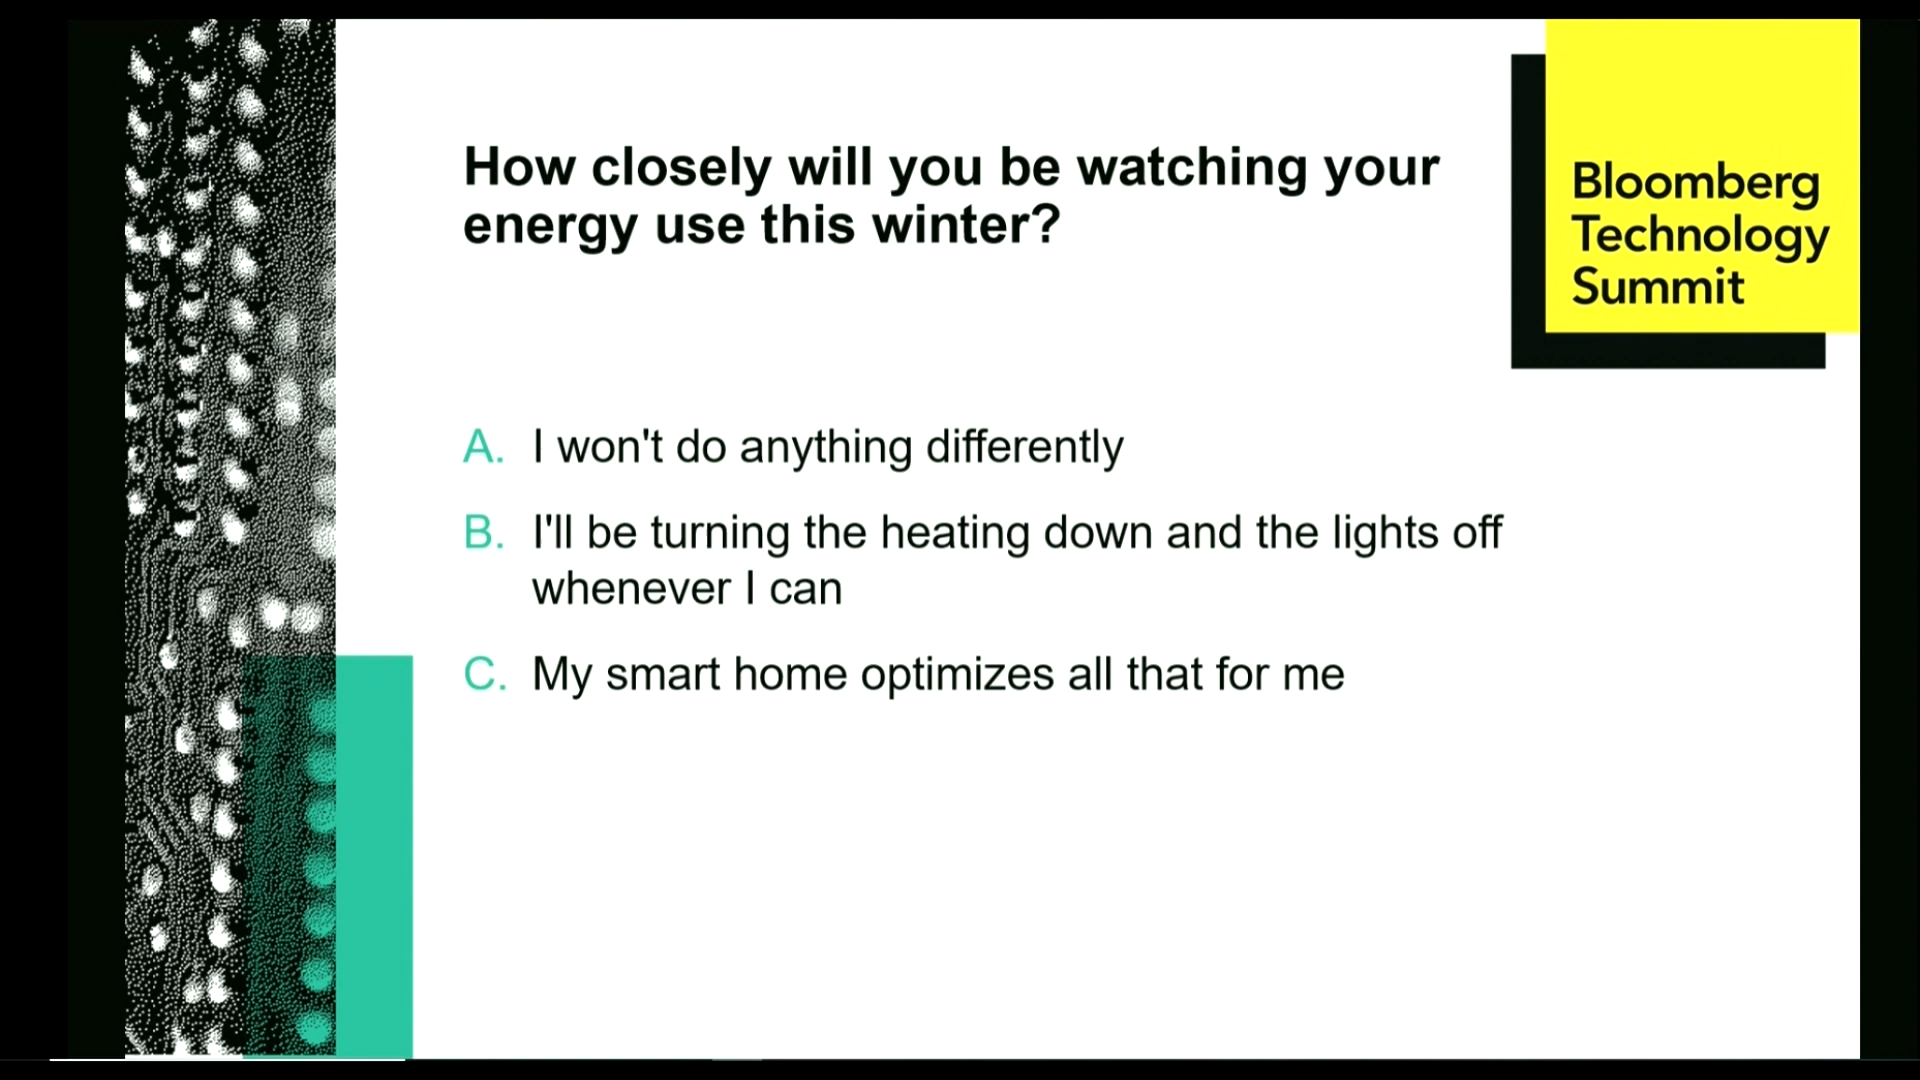 How closely will you be watching your
energy use this winter?
Bloomberg
Technology
Summit
A. I won't do anything differently
B. I'll be turning the heating down and the lights off
whenever I can
C. My smart home optimizes all that for me